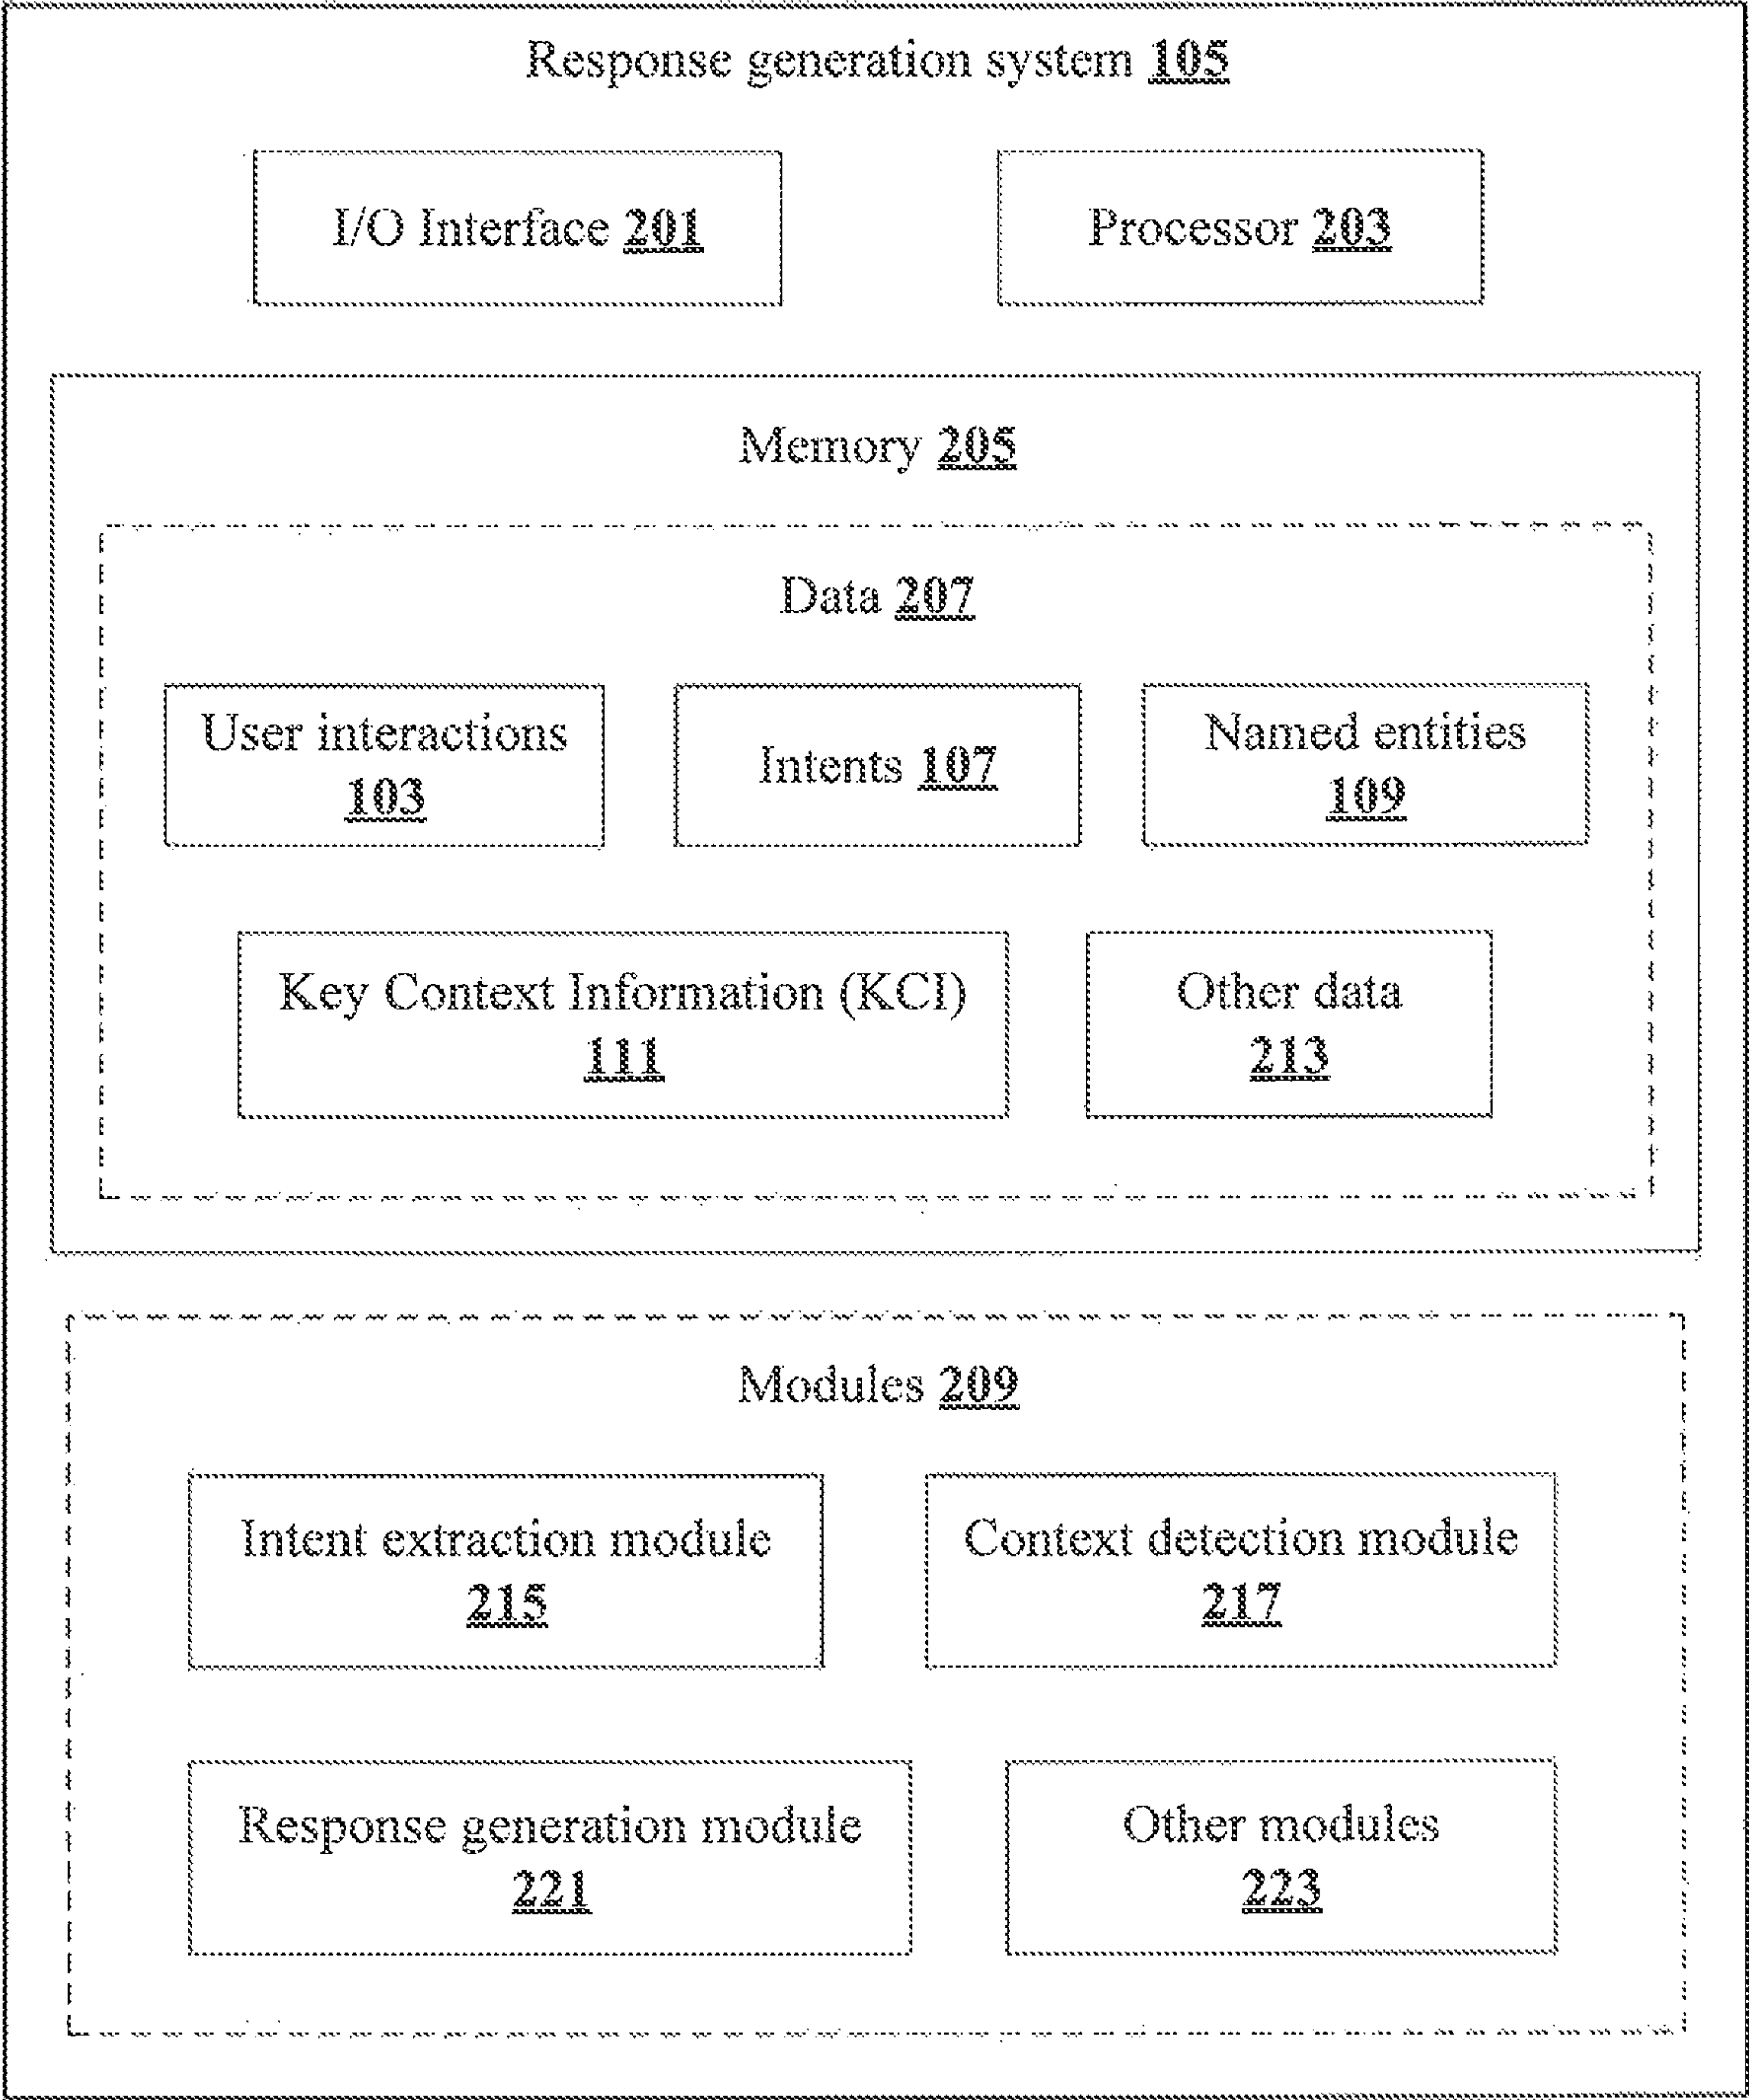 Response generation system 105
I/O Interface 201
Processor 203
Memory 205
Data 207
User interactions
103
Intents 107
Named entities
109
Key Context Information (KCI)
111
Other data
213
Modules 209
Intent extraction module
215
Context detection module
217
Response generation module
221
Other modules
223